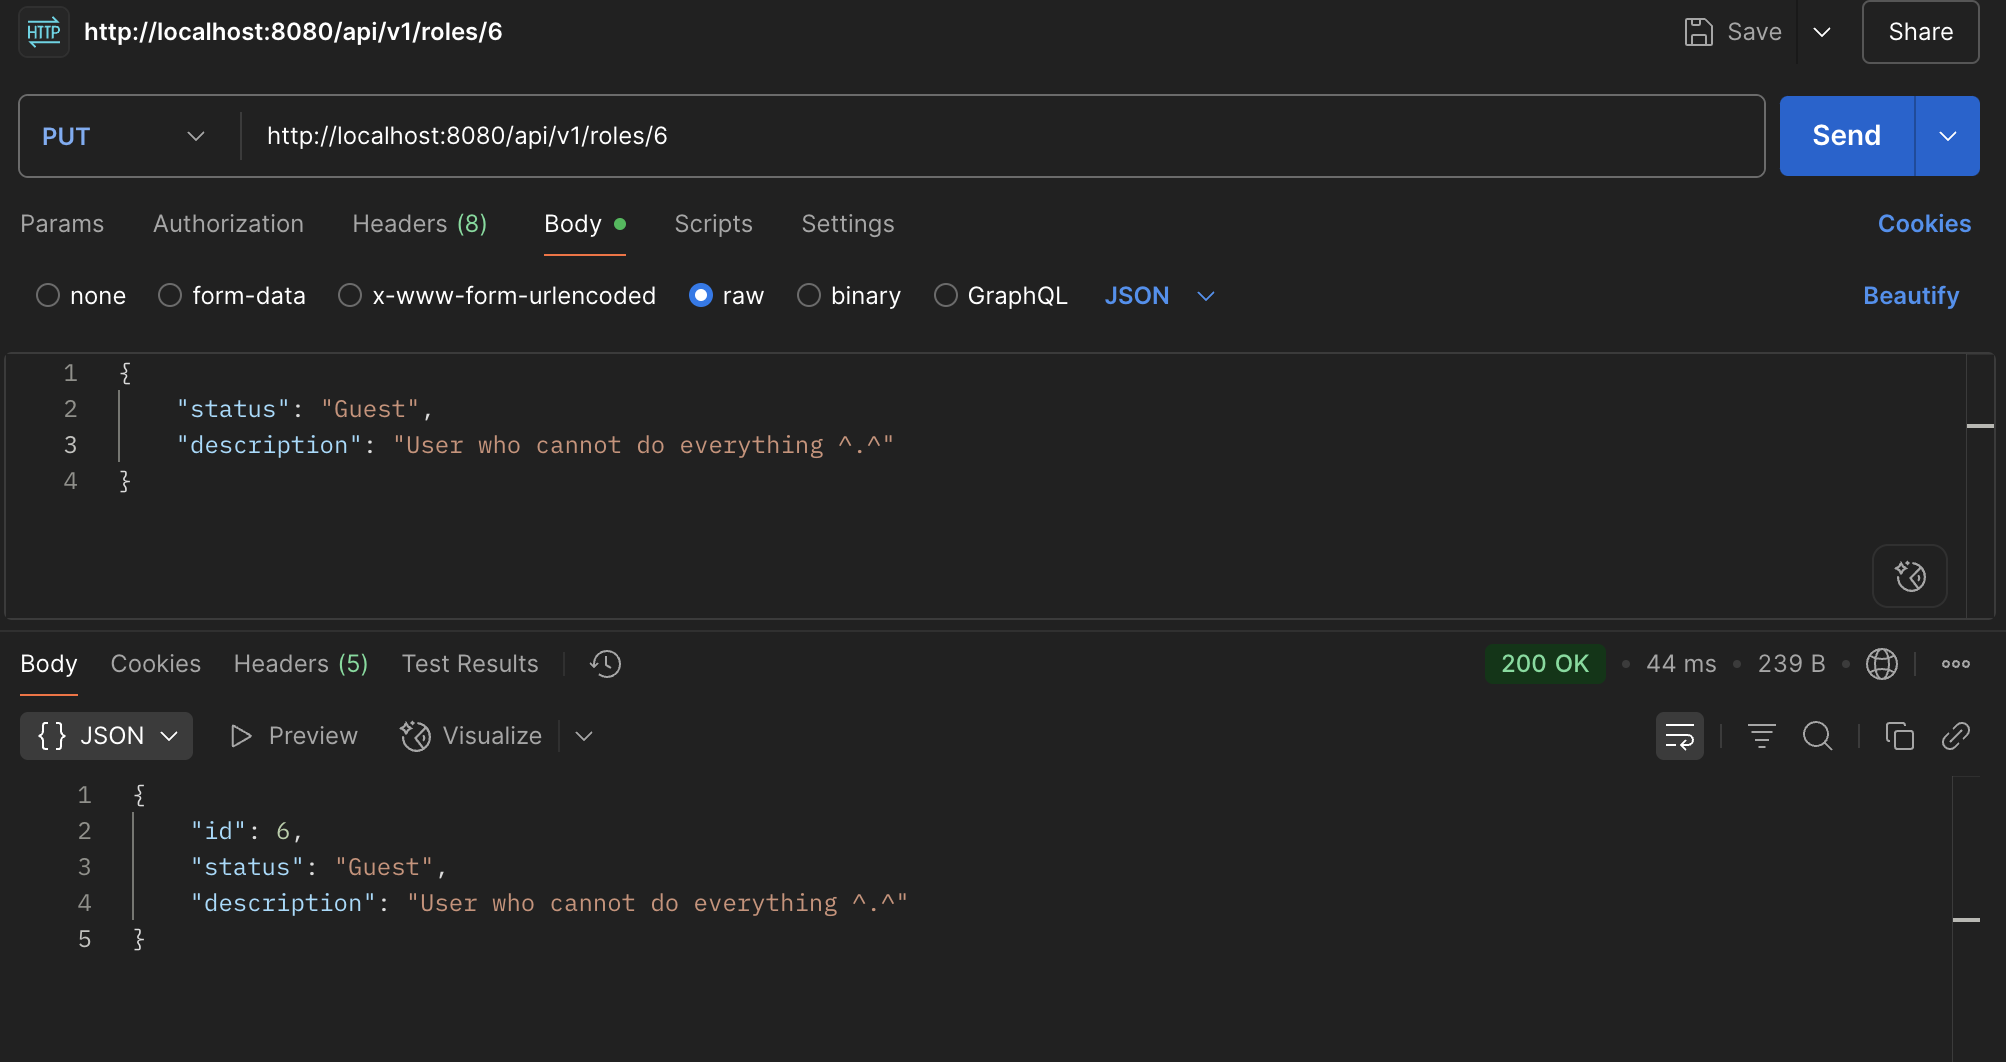 HTTP http://localhost:8080/api/v1/roles/6 Save Share
PUT http://localhost:8080/api/v1/roles/6 Send
Params Authorization Headers (8) Body Scripts Settings Cookies
none form-data x-www-form-urlencoded raw binary GraphQL JSON Beautify
1 {
2 "status": "Guest",
3 "description": "User who cannot do everything ^.^"
4 }
Body Cookies Headers (5) Test Results 200 OK • 44 ms • 239 B •
{} JSON Preview Visualize
1 {
2 "id": 6,
3 "status": "Guest",
4 "description": "User who cannot do everything ^.^"
5 }